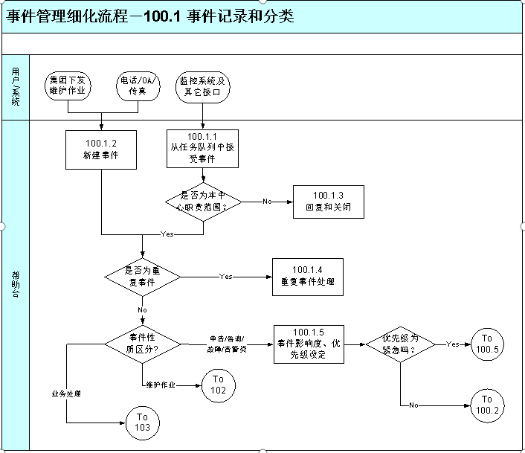 事件管理细化流程－100.1 事件记录和分类
用户/系统
集团下发
维护作业
电话/OA/
传真
监控系统及
其它接口
帮助台
100.1.2
新建事件
100.1.1
从任务队列中接
受事件
是否为本中
心职责范围?
No
100.1.3
回复和关闭
Yes
是否为重
复事件
Yes
100.1.4
重复事件处理
No
事件性
质区分?
申告/咨询/
故障/告警类
100.1.5
事件影响度、优
先级设定
优先级为
紧急吗?
Yes
To
100.5
维护作业
To
102
No
To
100.2
业务处理
To
103